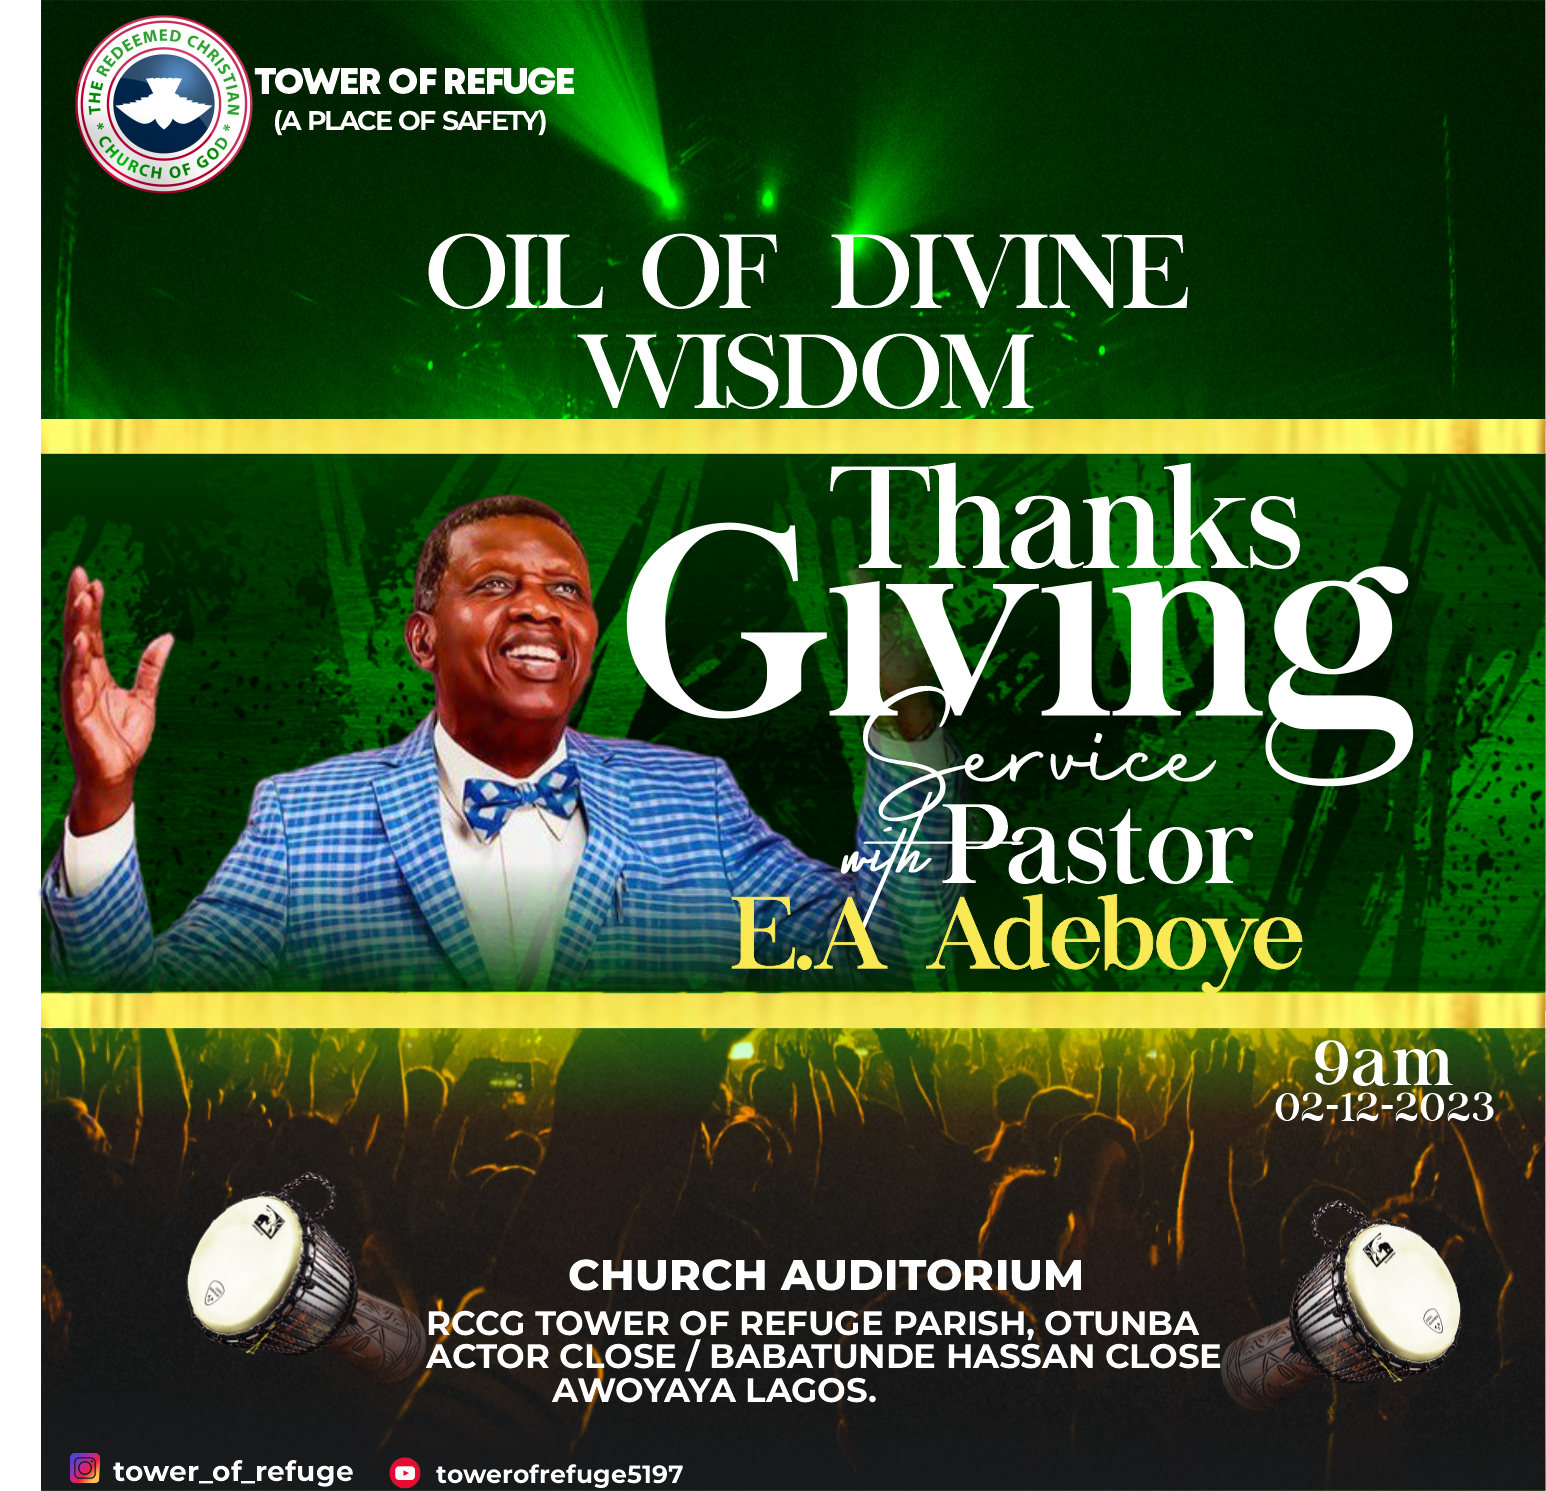 THE REDEEMED CHRISTIAN
* CHURCH OF GOD *
TOWER OF REFUGE
(A PLACE OF SAFETY)
OIL OF DIVINE
WISDOM
Thanks
Giving
Service
with Pastor
E.A Adeboye
9am
02-12-2023
CHURCH AUDITORIUM
RCCG TOWER OF REFUGE PARISH, OTUNBA
ACTOR CLOSE / BABATUNDE HASSAN CLOSE
AWOYAYA LAGOS.
tower_of_refuge
towerofrefuge5197